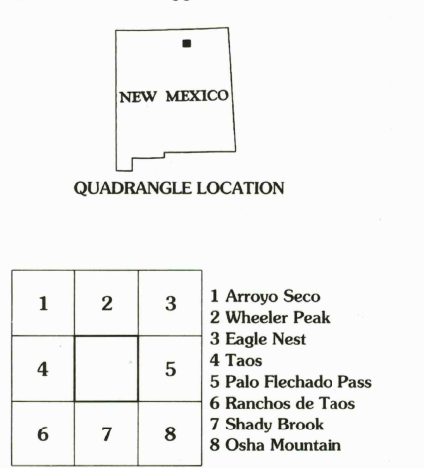 NEW MEXICO
QUADRANGLE LOCATION
1 2 3
4 5
6 7 8
1 Arroyo Seco
2 Wheeler Peak
3 Eagle Nest
4 Taos
5 Palo Flechado Pass
6 Ranchos de Taos
7 Shady Brook
8 Osha Mountain